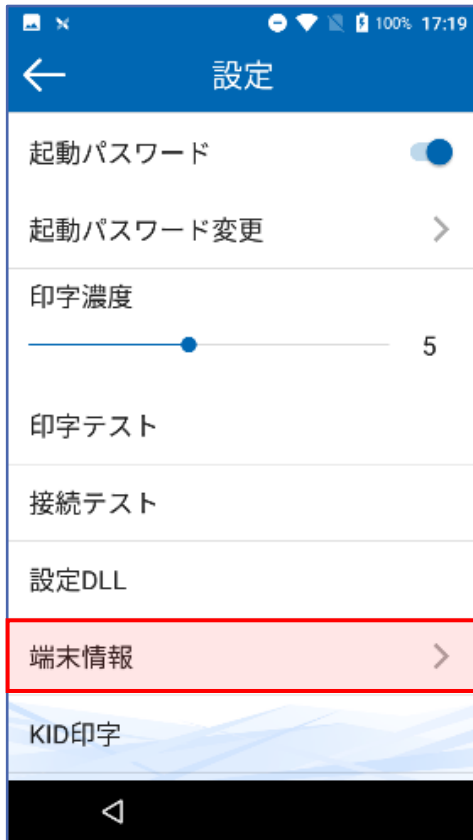 100% 17:19
設定
起動パスワード
起動パスワード変更
印字濃度
5
印字テスト
接続テスト
設定DLL
端末情報
KID印字